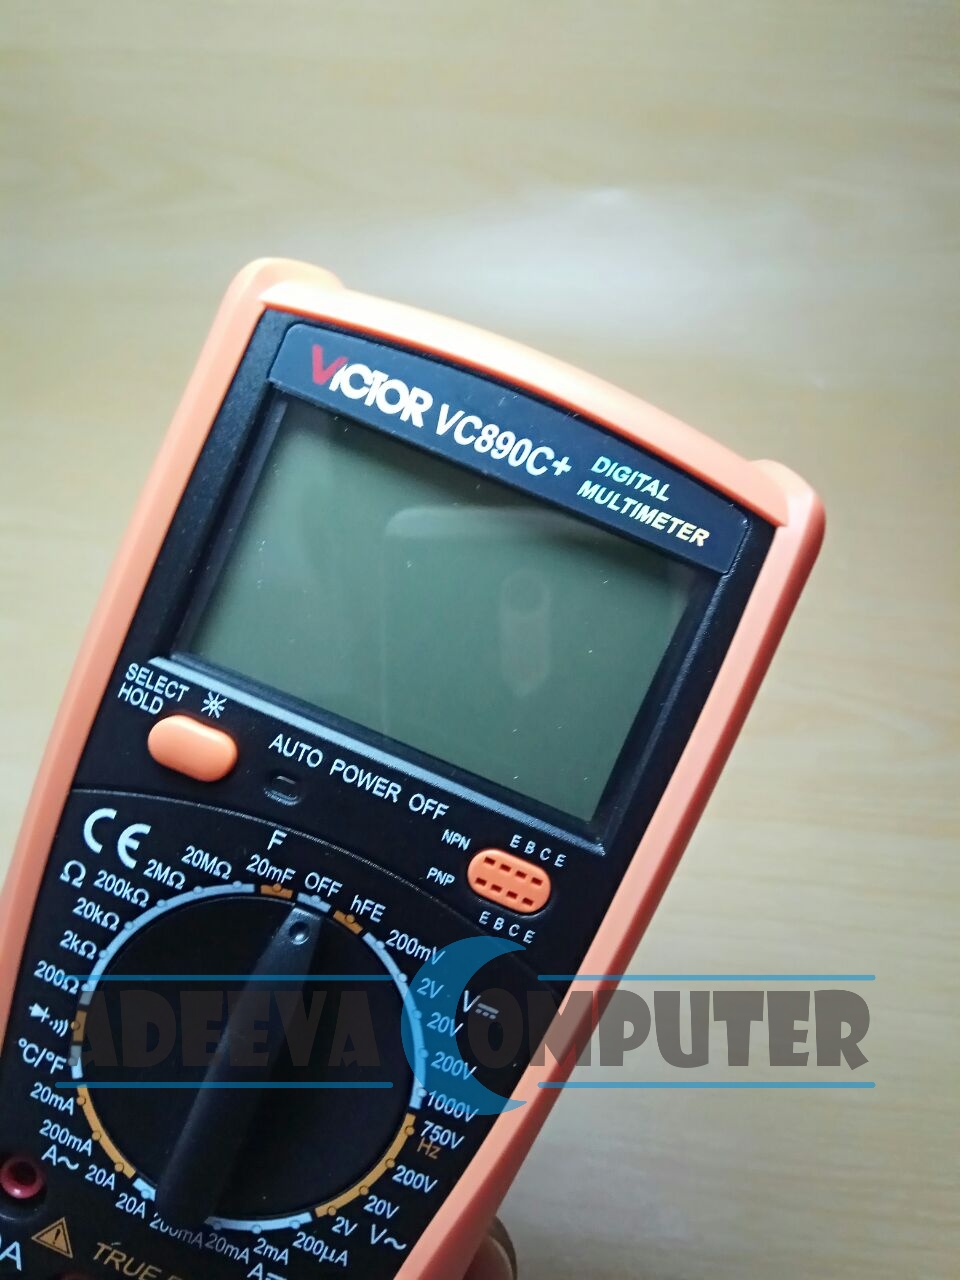 VICTOR VC890C+ DIGITAL
MULTIMETER
SELECT
HOLD
AUTO POWER OFF
NPN
E B C E
PNP
E B C E
CE
F
20mF
OFF
hFE
20MΩ
2MΩ
200kΩ
Ω
20kΩ
2kΩ
200Ω
°C/°F
20mA
200mA
A~
20A
200mV
2V
V⎓
20V
200V
1000V
750V
Hz
200V
20V
2V V~
20A
200mA
20mA
2mA
200μA
TRUE
ADEEVA COMPUTER